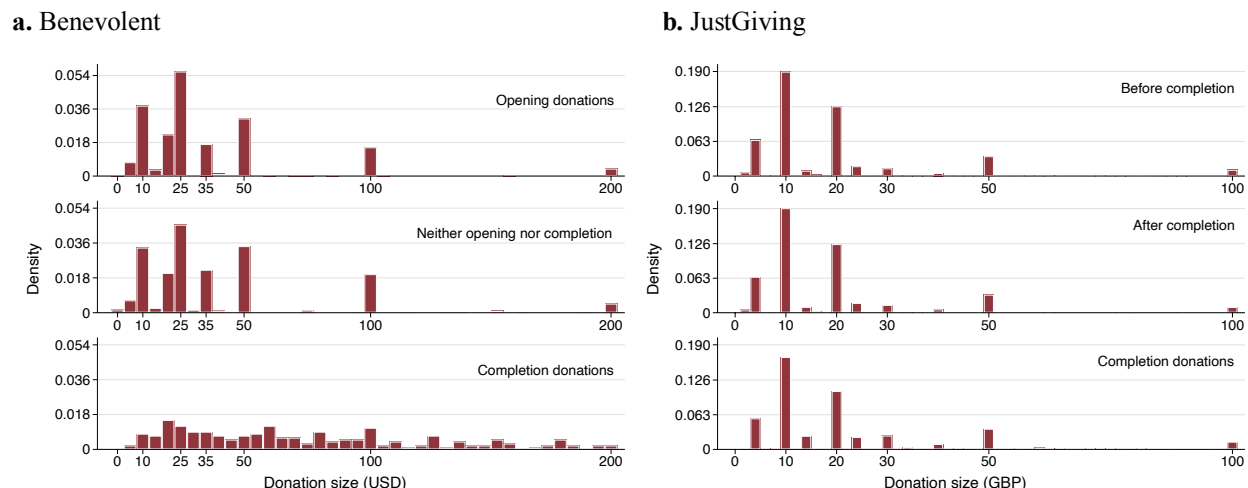 a. Benevolent
0.054
0.036
0.018
0
Opening donations
0 10 25 35 50 100 200
0.054
0.036
0.018
0
Neither opening nor completion
0 10 25 35 50 100 200
0.054
0.036
0.018
0
Completion donations
0 10 25 35 50 100 200
Density
Donation size (USD)
b. JustGiving
0.190
0.126
0.063
0
Before completion
0 10 20 30 50 100
0.190
0.126
0.063
0
After completion
0 10 20 30 50 100
0.190
0.126
0.063
0
Completion donations
0 10 20 30 50 100
Density
Donation size (GBP)